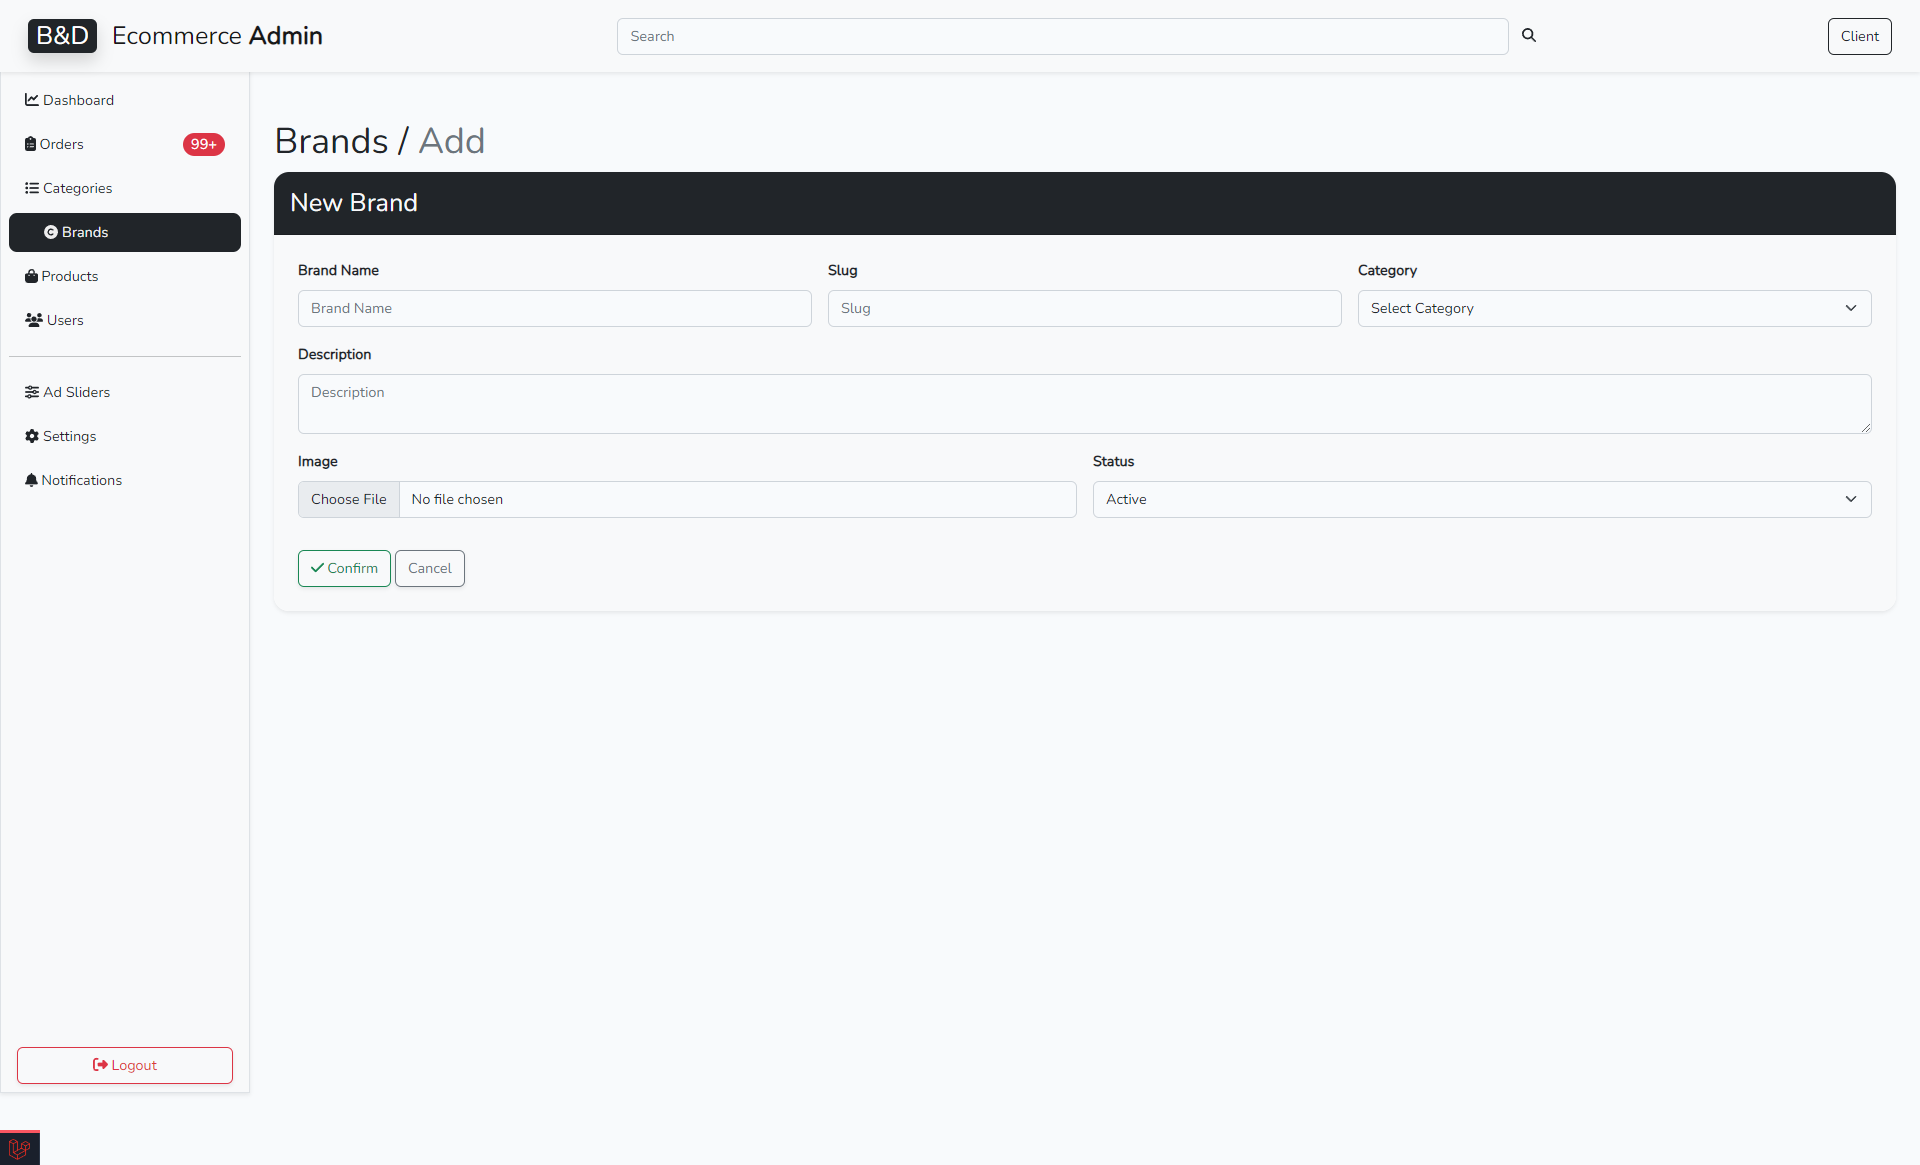 B&D Ecommerce Admin
Search
Client
Dashboard
Orders 99+
Categories
Brands
Products
Users
Ad Sliders
Settings
Notifications
Logout
Brands / Add
New Brand
Brand Name Slug Category
Brand Name Slug Select Category
Description
Description
Image Status
Choose File No file chosen Active
Confirm Cancel